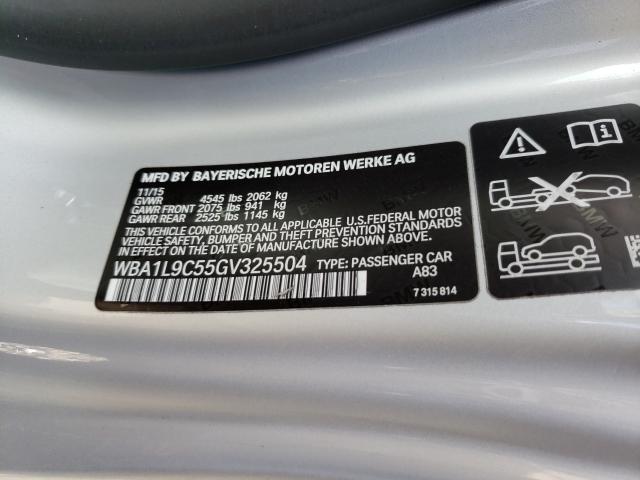 MFD BY BAYERISCHE MOTOREN WERKE AG
11/15
GVWR 4545 lbs 2062 kg
GAWR FRONT 2075 lbs 941 kg
GAWR REAR 2525 lbs 1145 kg
THIS VEHICLE CONFORMS TO ALL APPLICABLE U.S.FEDERAL MOTOR
VEHICLE SAFETY, BUMPER, AND THEFT PREVENTION STANDARDS
IN EFFECT ON THE DATE OF MANUFACTURE SHOWN ABOVE.
WBA1L9C55GV325504 TYPE: PASSENGER CAR
A83
7 315 814